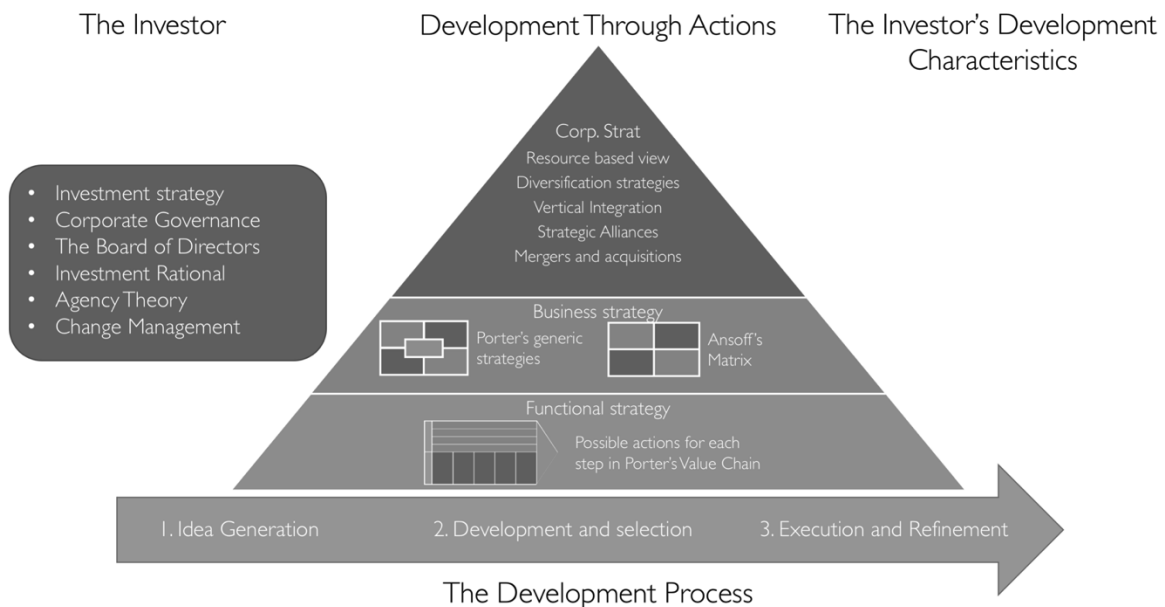 The Investor
Development Through Actions
The Investor's Development
Characteristics
• Investment strategy
• Corporate Governance
• The Board of Directors
• Investment Rational
• Agency Theory
• Change Management
Corp. Strat
Resource based view
Diversification strategies
Vertical Integration
Strategic Alliances
Mergers and acquisitions
Business strategy
Porter's generic
strategies
Ansoff's
Matrix
Functional strategy
Possible actions for each
step in Porter's Value Chain
1. Idea Generation
2. Development and selection
3. Execution and Refinement
The Development Process